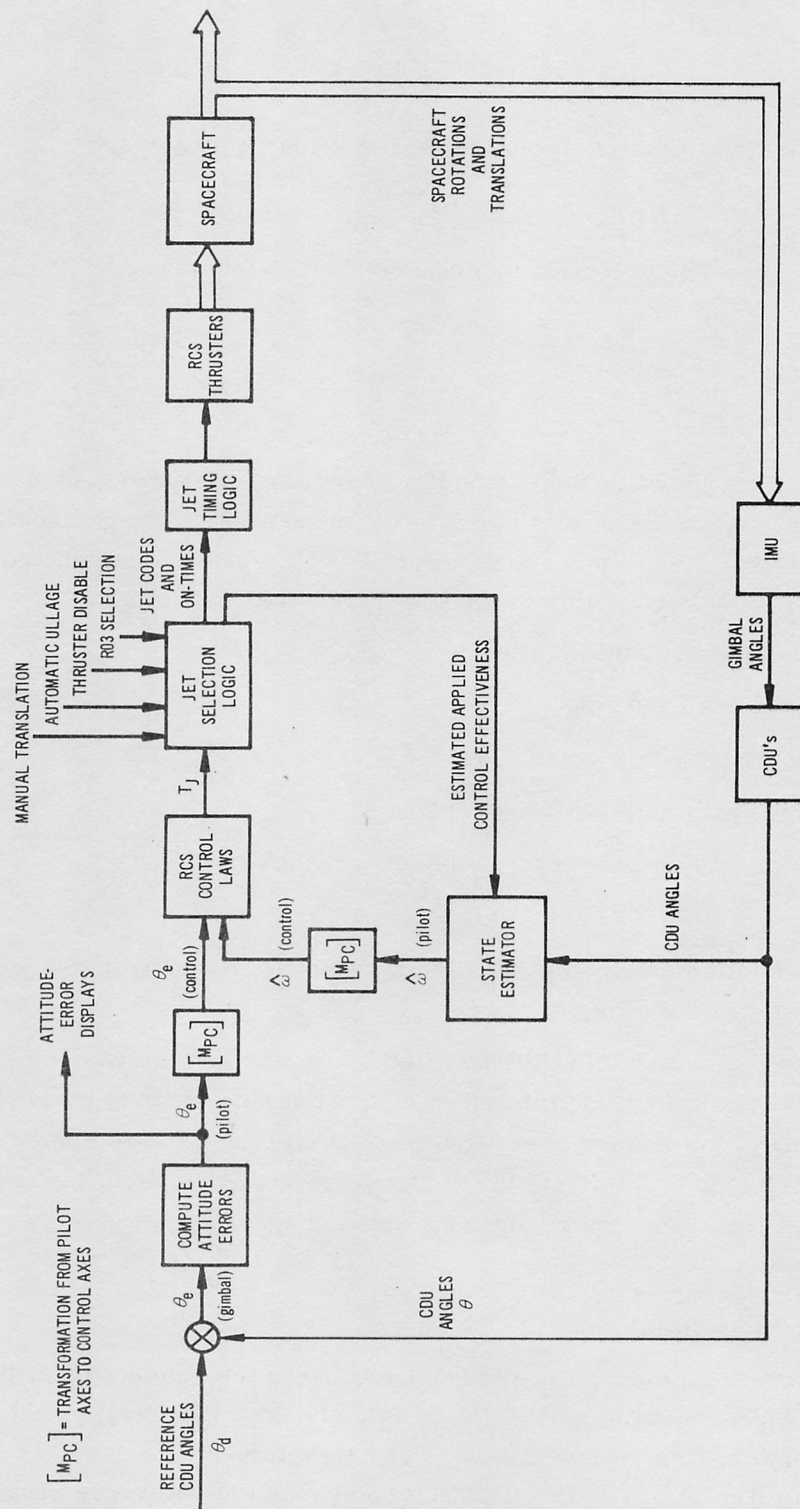 [MPC] = TRANSFORMATION FROM PILOT
AXES TO CONTROL AXES
REFERENCE
CDU ANGLES
θd
θe
(gimbal)
COMPUTE
ATTITUDE
ERRORS
ATTITUDE-
ERROR
DISPLAYS
θe
(pilot)
[MPC]
θe
(control)
RCS
CONTROL
LAWS
TJ
MANUAL TRANSLATION
AUTOMATIC ULLAGE
THRUSTER DISABLE
R03 SELECTION
JET
SELECTION
LOGIC
JET CODES
AND
ON-TIMES
JET
TIMING
LOGIC
RCS
THRUSTERS
SPACECRAFT
SPACECRAFT
ROTATIONS
AND
TRANSLATIONS
ω̂
(control)
[MPC]
ω̂
(pilot)
STATE
ESTIMATOR
ESTIMATED APPLIED
CONTROL EFFECTIVENESS
CDU
ANGLES
θ
CDU ANGLES
CDU's
GIMBAL
ANGLES
IMU